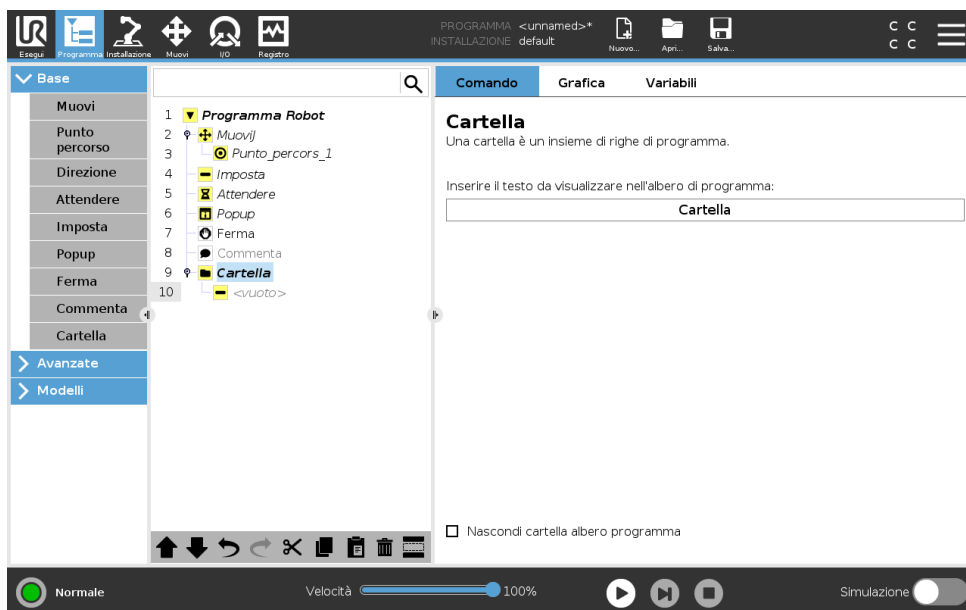 PROGRAMMA <unnamed>*
INSTALLAZIONE default
Esegui Programma Installazione Muovi I/O Registro Nuovo... Apri... Salva...
C C
C C
Base
Muovi
Punto
percorso
Direzione
Attendere
Imposta
Popup
Ferma
Commenta
Cartella
Avanzate
Modelli
1 Programma Robot
2 MuoviJ
3 Punto_percors_1
4 Imposta
5 Attendere
6 Popup
7 Ferma
8 Commenta
9 Cartella
10 <vuoto>
Comando Grafica Variabili
Cartella
Una cartella è un insieme di righe di programma.
Inserire il testo da visualizzare nell'albero di programma:
Cartella
Nascondi cartella albero programma
Normale Velocità 100% Simulazione